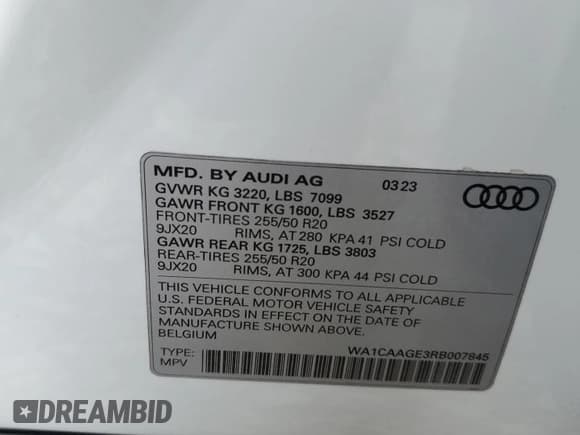 MFD. BY AUDI AG 03 23
GVWR KG 3220, LBS 7099
GAWR FRONT KG 1600, LBS 3527
FRONT-TIRES 255/50 R20
9JX20 RIMS, AT 280 KPA 41 PSI COLD
GAWR REAR KG 1725, LBS 3803
REAR-TIRES 255/50 R20
9JX20 RIMS, AT 300 KPA 44 PSI COLD
THIS VEHICLE CONFORMS TO ALL APPLICABLE
U.S. FEDERAL MOTOR VEHICLE SAFETY
STANDARDS IN EFFECT ON THE DATE OF
MANUFACTURE SHOWN ABOVE.
BELGIUM
WA1CAAGE3RB007845
TYPE:
MPV
DREAMBID